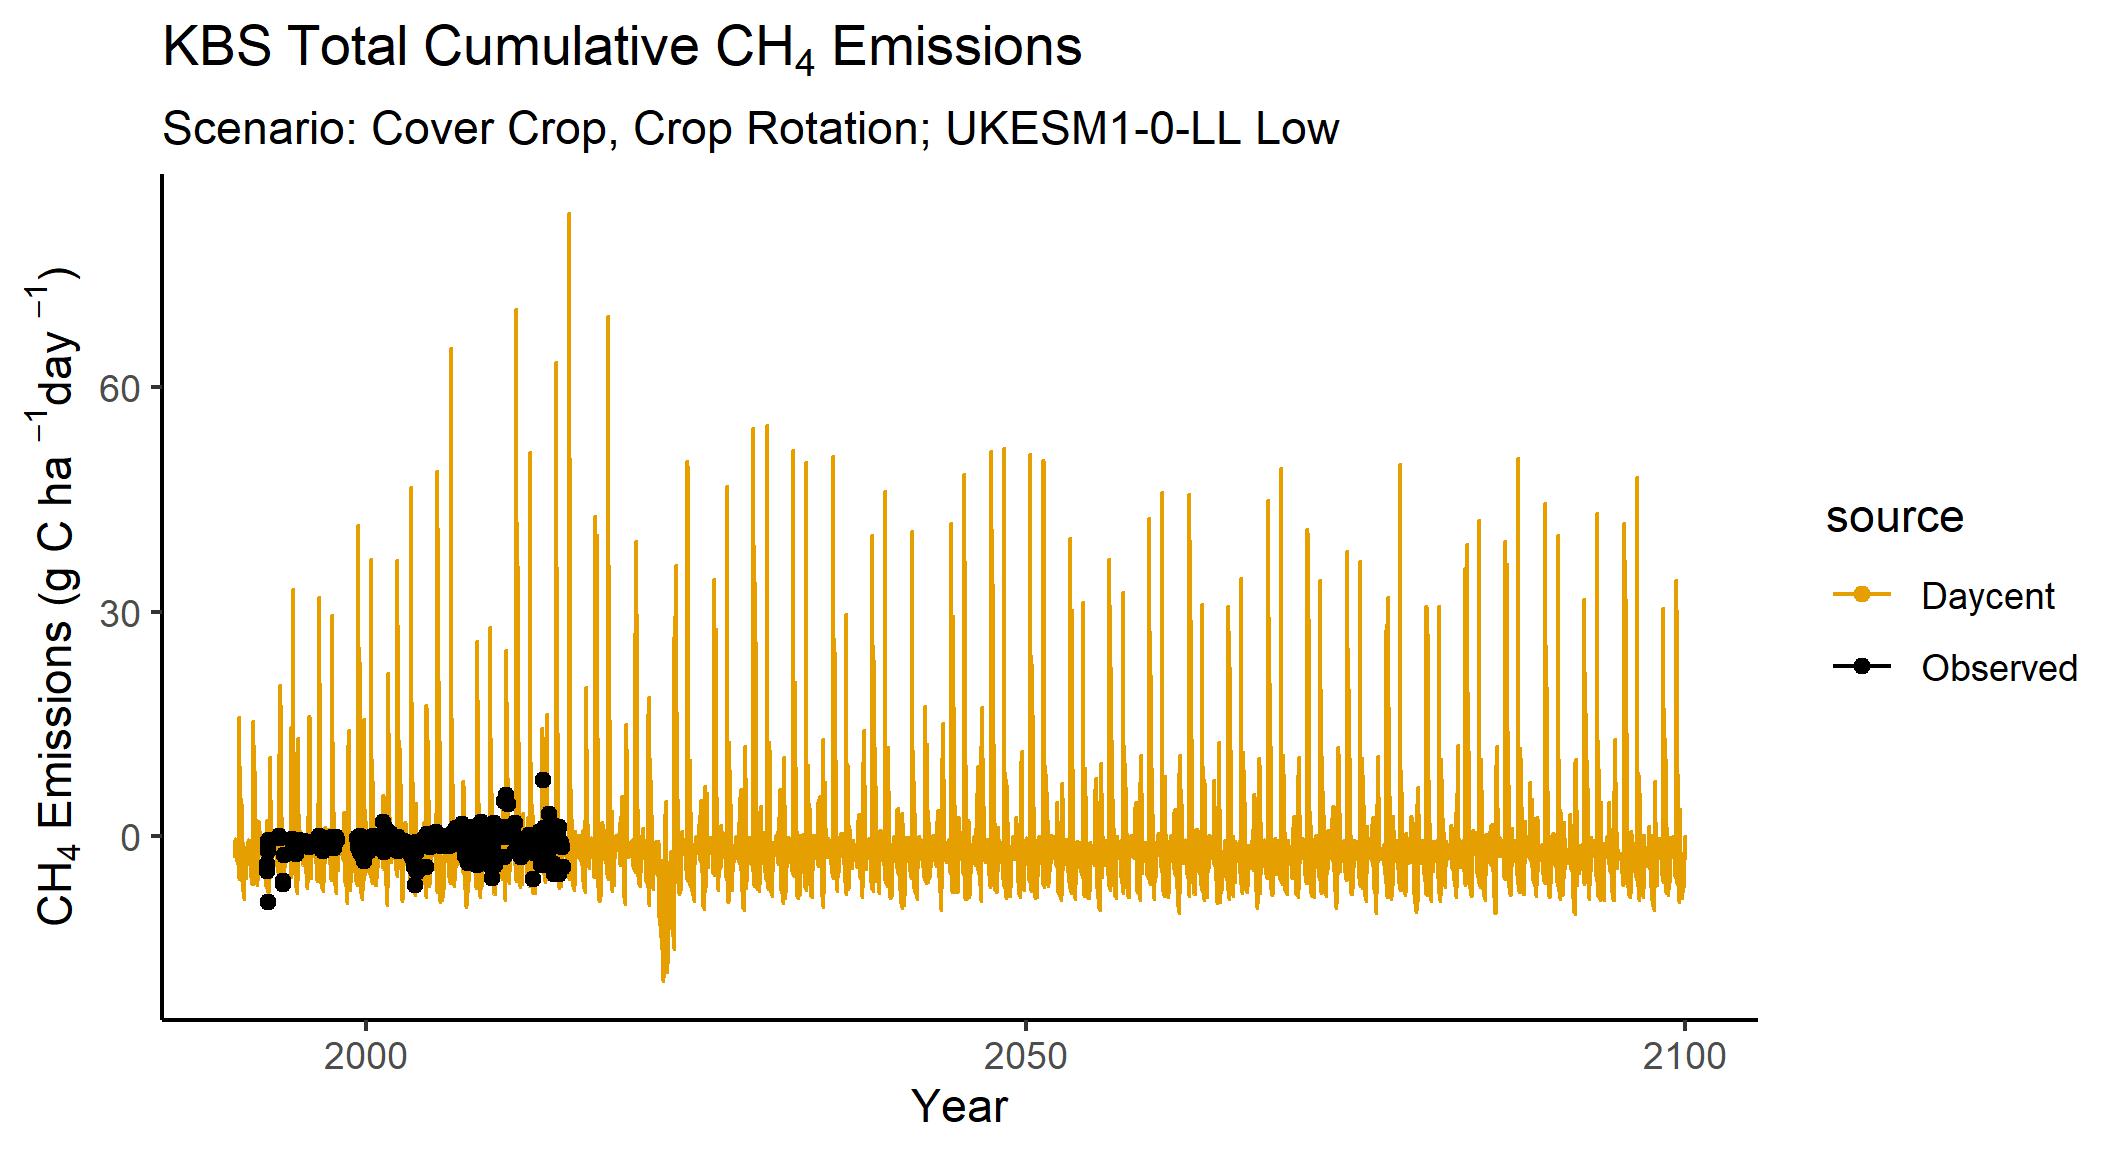 KBS Total Cumulative CH₄ Emissions
Scenario: Cover Crop, Crop Rotation; UKESM1-0-LL Low
CH₄ Emissions (g C ha ⁻¹day ⁻¹)
60
30
0
2000
2050
2100
Year
source
Daycent
Observed